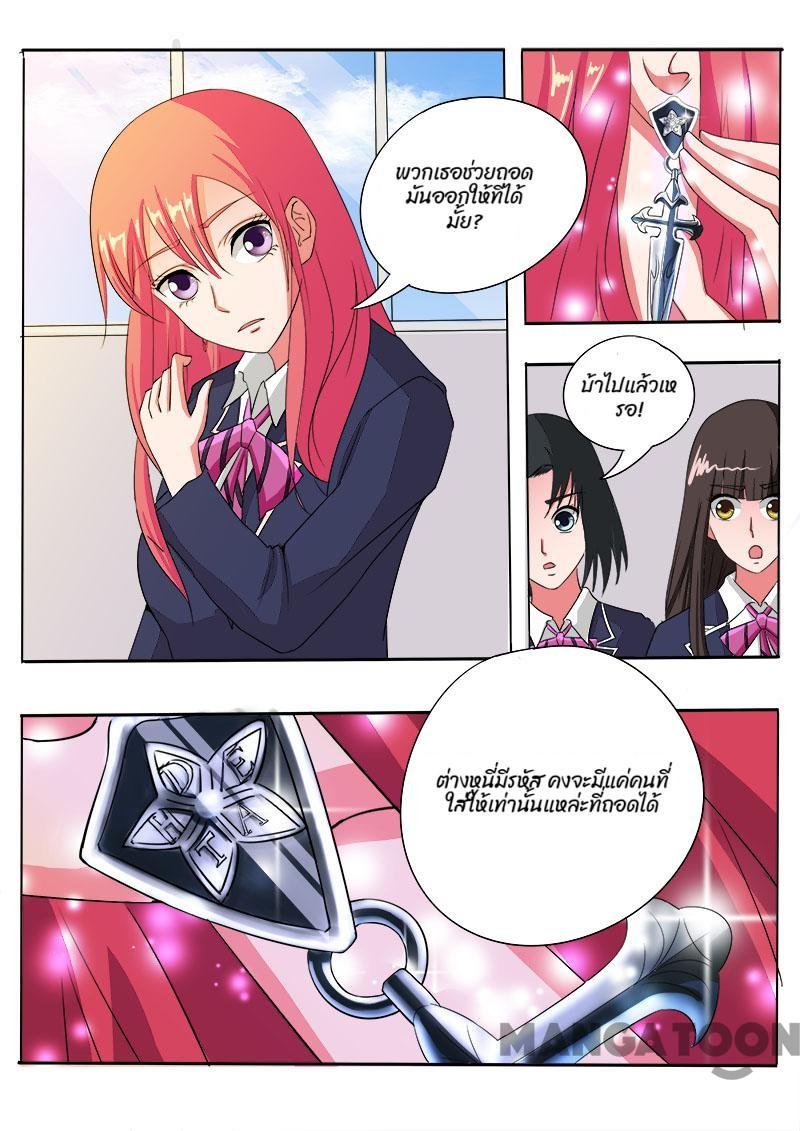 พวกเธอช่วยถอด
มันออกให้ทีได้
มั้ย?
บ้าไปแล้วเห
รอ!
ต่างหูนี่มีรหัส คงจะมีแค่คนที่
ใส่ให้เท่านั้นแหล่ะที่ถอดได้
D E
H A
T
MANGATOON